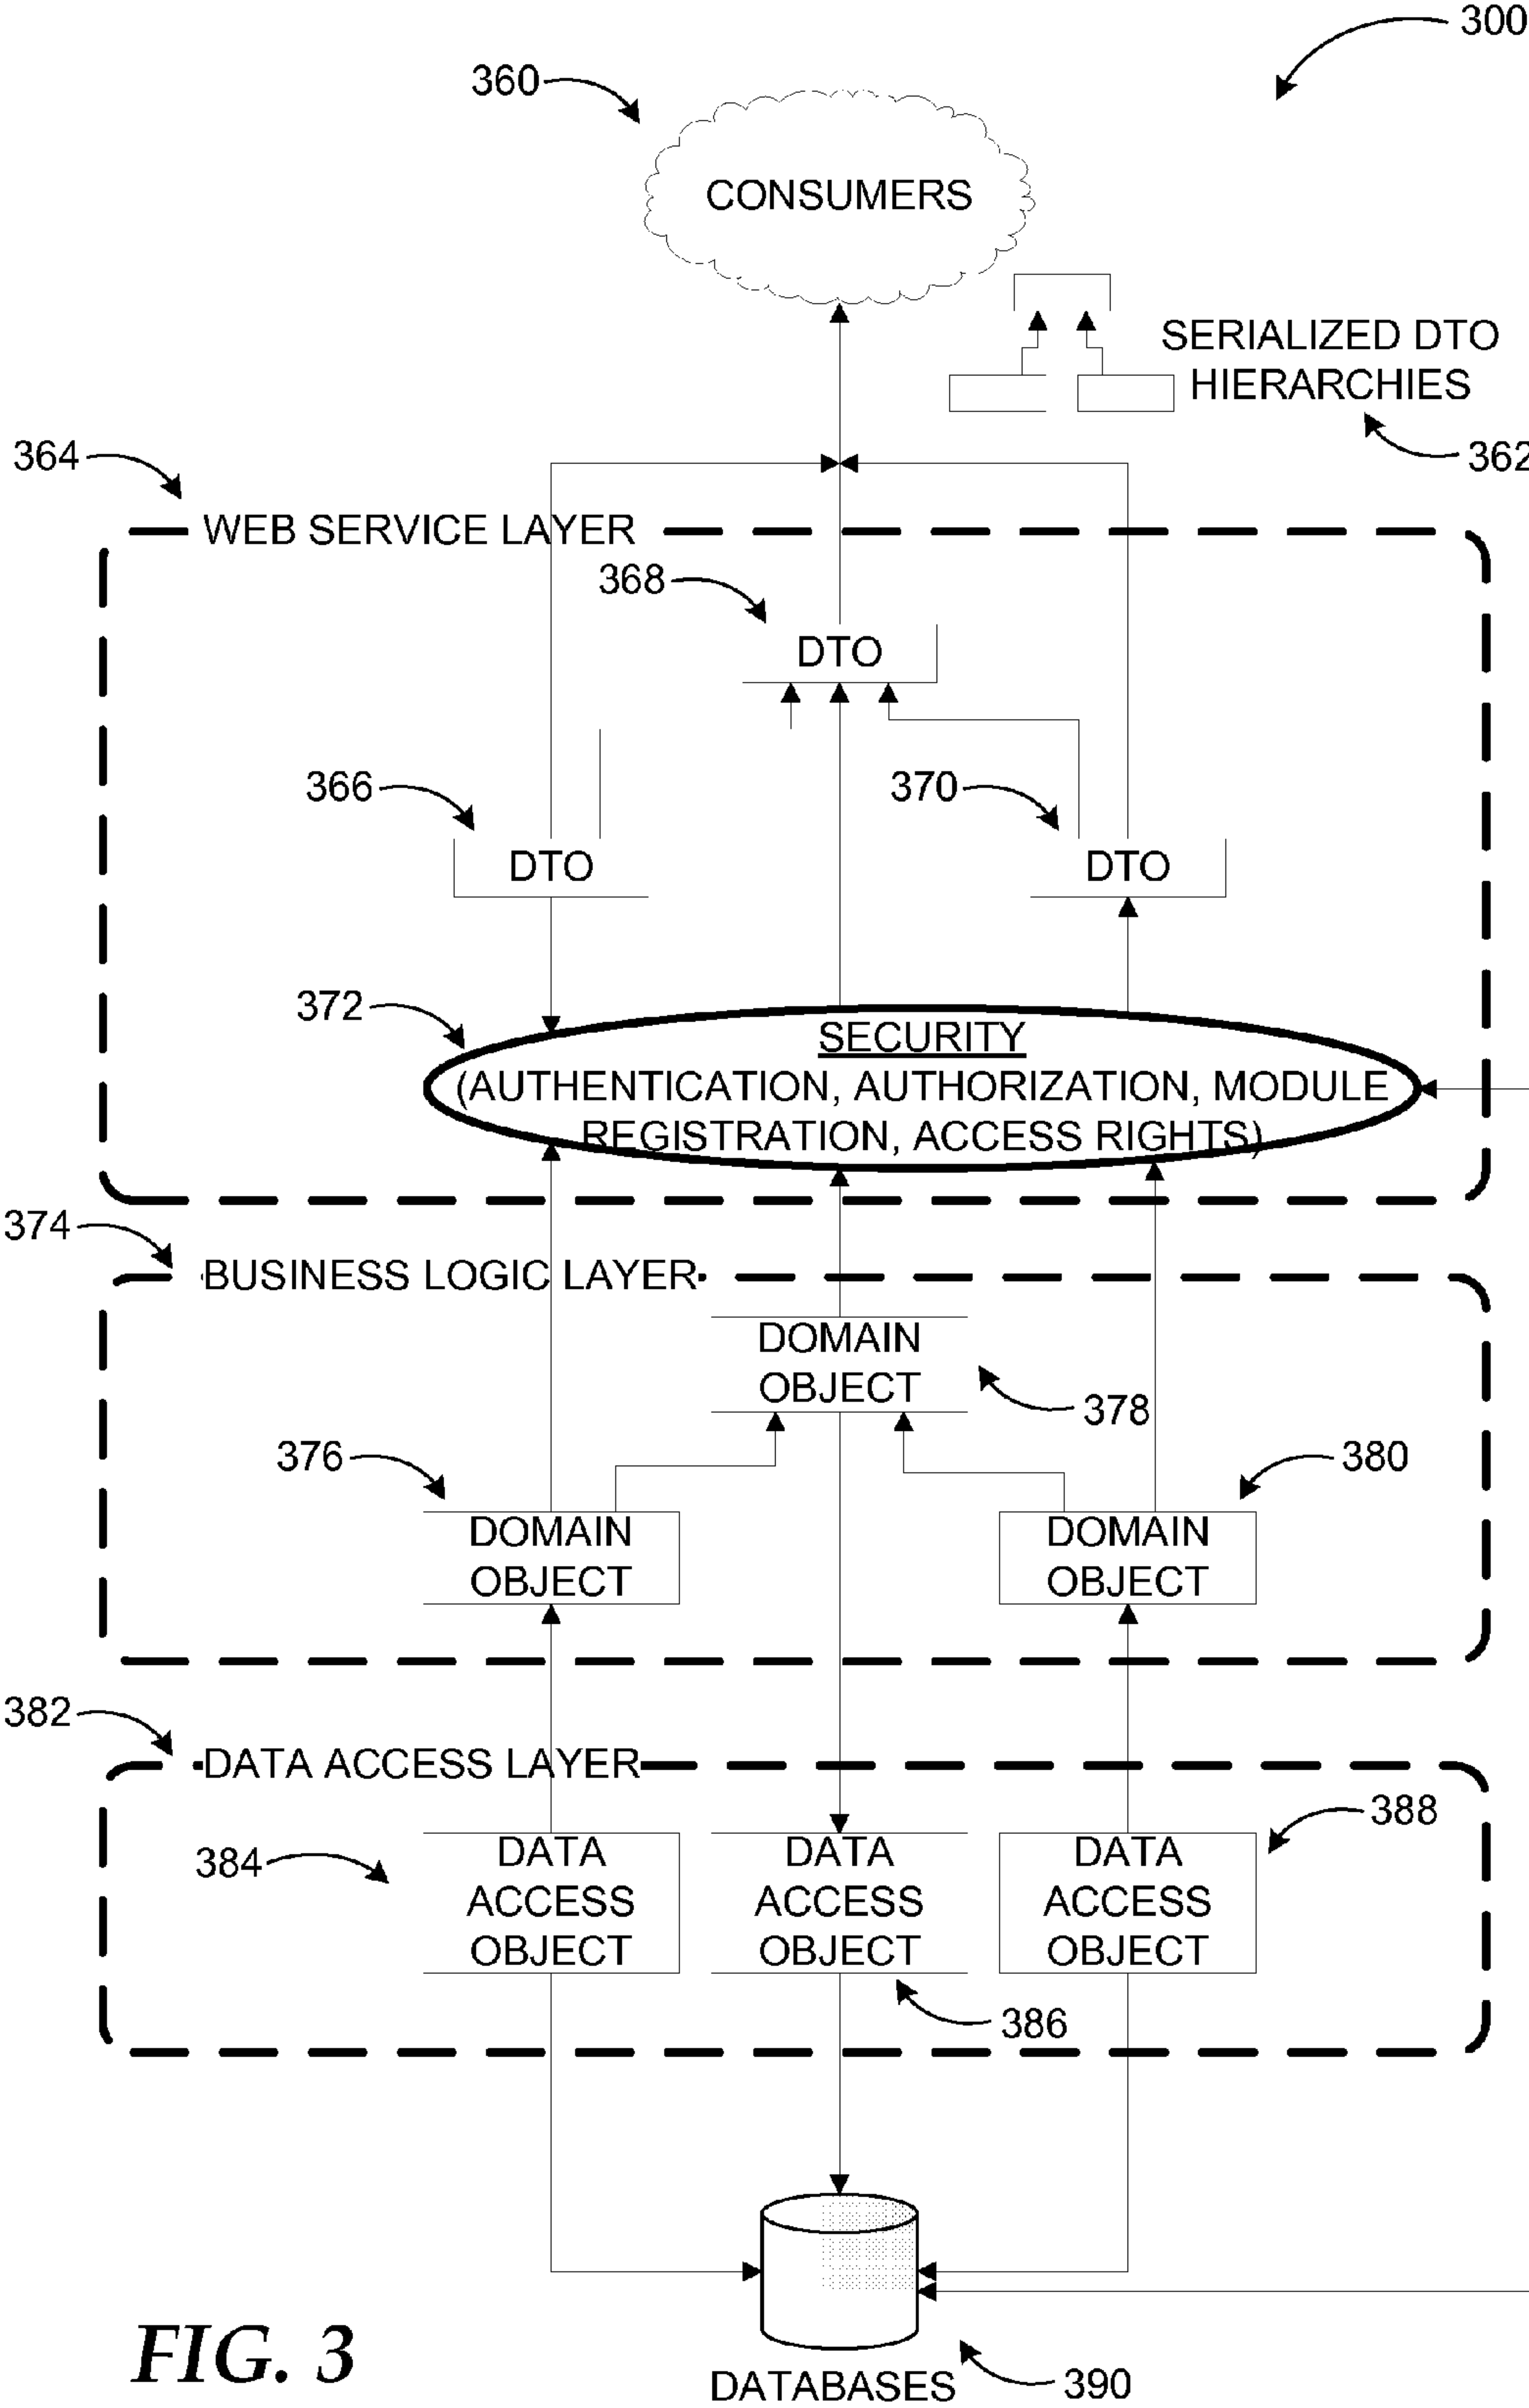 300
360
CONSUMERS
SERIALIZED DTO
HIERARCHIES
362
364
WEB SERVICE LAYER
368
DTO
366
370
DTO
DTO
372
SECURITY
(AUTHENTICATION, AUTHORIZATION, MODULE
REGISTRATION, ACCESS RIGHTS)
374
BUSINESS LOGIC LAYER
DOMAIN
OBJECT
378
376
380
DOMAIN
OBJECT
DOMAIN
OBJECT
382
DATA ACCESS LAYER
388
384
DATA
ACCESS
OBJECT
DATA
ACCESS
OBJECT
DATA
ACCESS
OBJECT
386
FIG. 3
DATABASES
390